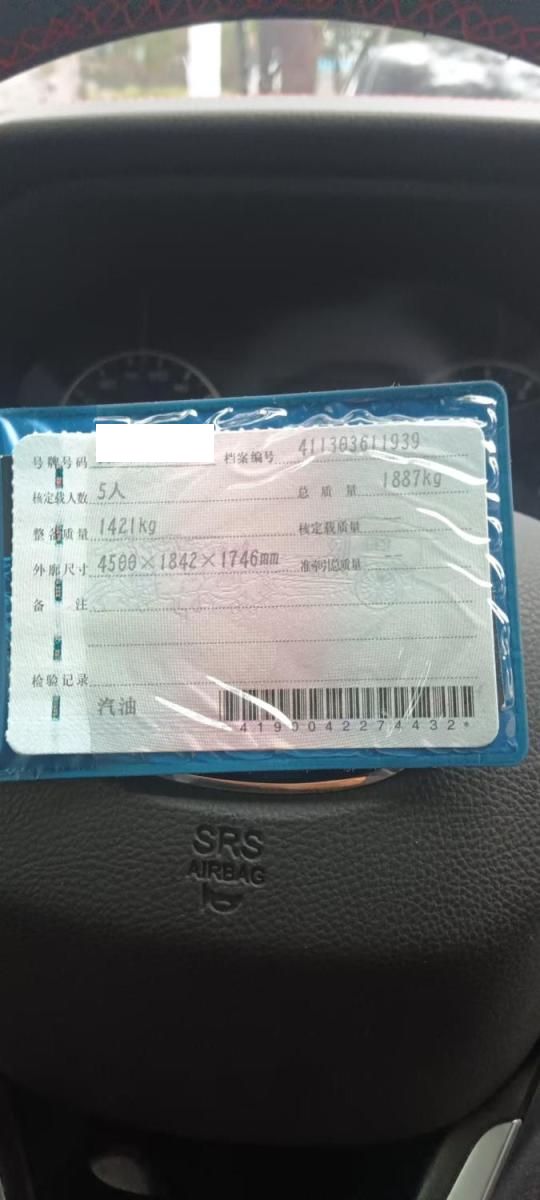 号牌号码 档案编号 411303611939
核定载人数 5人 总质量 1887kg
整备质量 1421kg 核定载质量 --
外廓尺寸 4500×1842×1746mm 准牵引总质量 --
备注
检验记录
汽油
*4190042274432*
SRS
AIRBAG